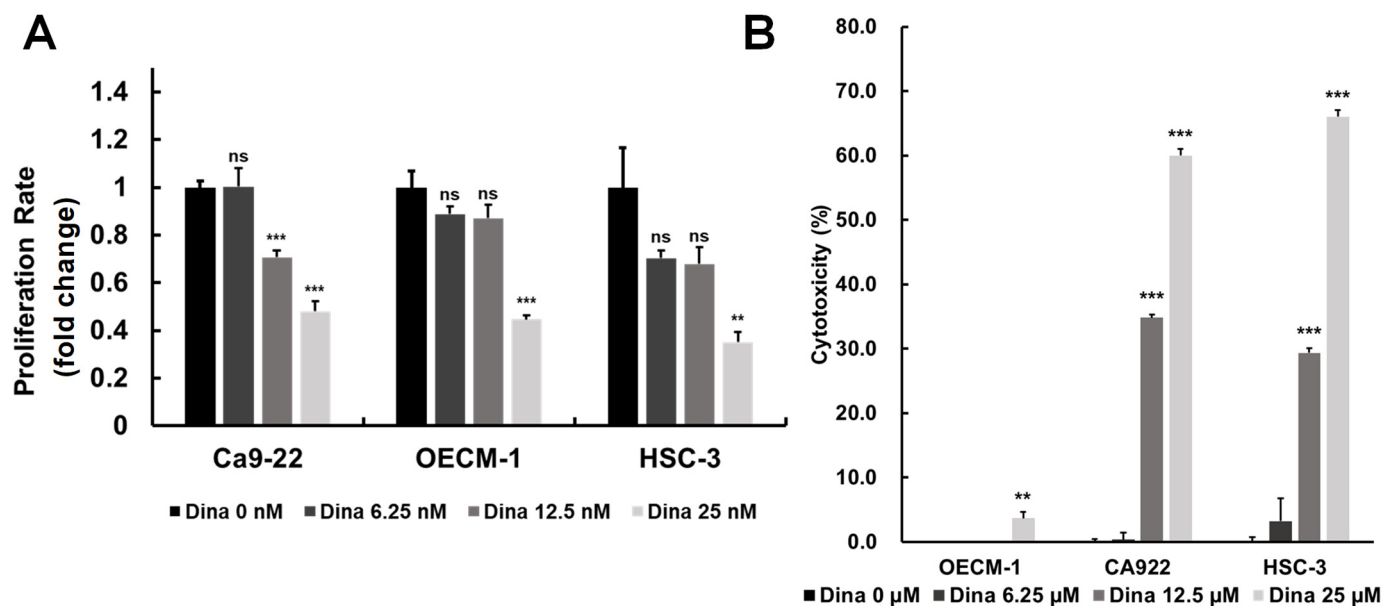 A
Proliferation Rate
(fold change)
1.4
1.2
1
0.8
0.6
0.4
0.2
0
ns
***
***
ns
ns
***
ns
ns
**
Ca9-22
OECM-1
HSC-3
Dina 0 nM
Dina 6.25 nM
Dina 12.5 nM
Dina 25 nM
B
Cytotoxicity (%)
80.0
70.0
60.0
50.0
40.0
30.0
20.0
10.0
0.0
**
***
***
***
***
OECM-1
CA922
HSC-3
Dina 0 µM
Dina 6.25 µM
Dina 12.5 µM
Dina 25 µM